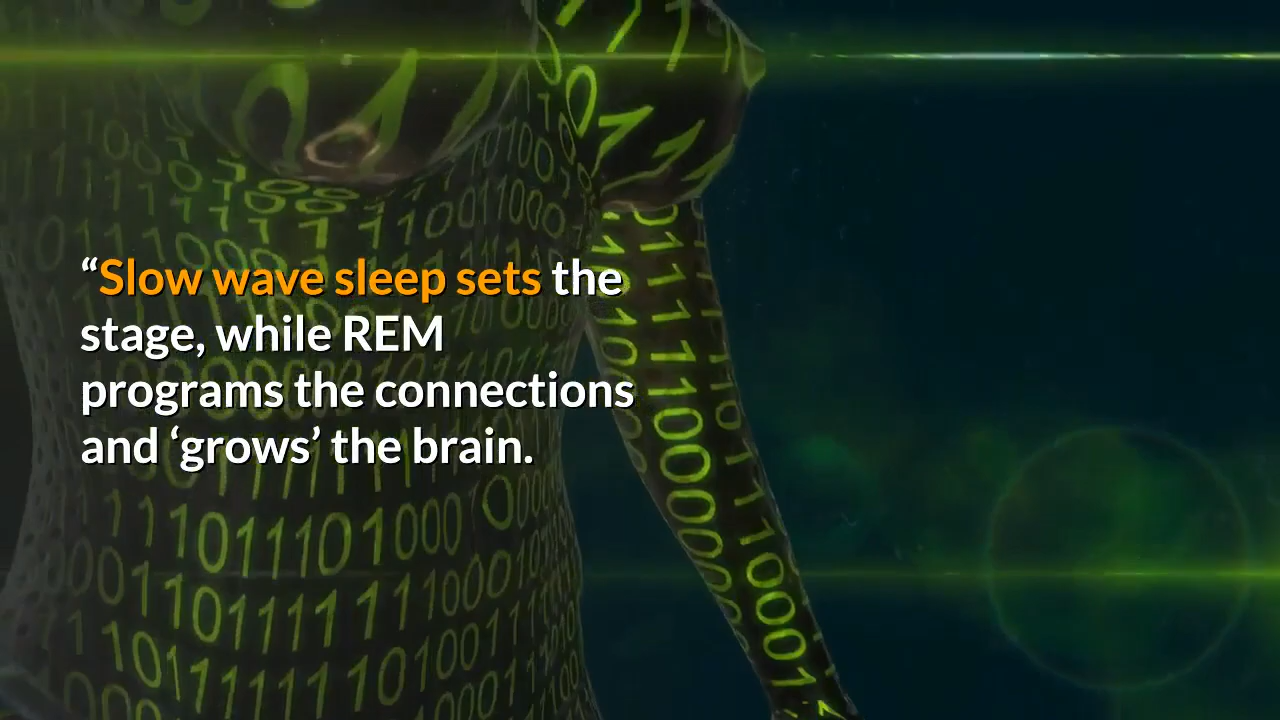 “Slow wave sleep sets the
stage, while REM
programs the connections
and ‘grows’ the brain.